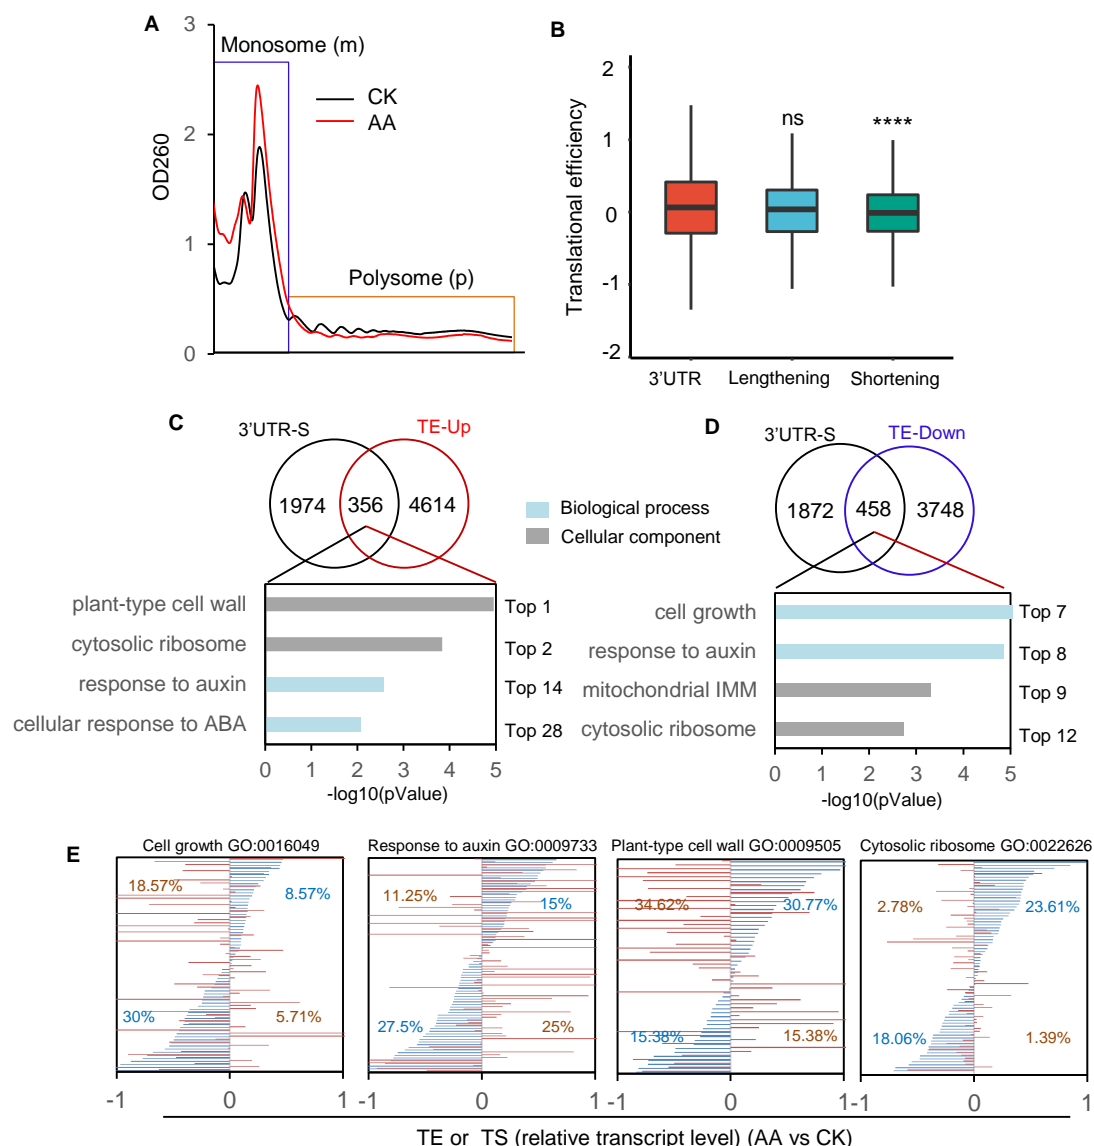 A
3
Monosome (m)
CK
AA
2
OD260
1
Polysome (p)
0
B
2
ns
****
1
Translational efficiency
0
-1
-2
3’UTR Lengthening Shortening
C
3’UTR-S TE-Up
1974 356 4614
Biological process
Cellular component
plant-type cell wall Top 1
cytosolic ribosome Top 2
response to auxin Top 14
cellular response to ABA Top 28
0 1 2 3 4 5
-log10(pValue)
D
3’UTR-S TE-Down
1872 458 3748
cell growth Top 7
response to auxin Top 8
mitochondrial IMM Top 9
cytosolic ribosome Top 12
0 1 2 3 4 5
-log10(pValue)
E
Cell growth GO:0016049
18.57% 8.57%
30% 5.71%
-1 0 1
Response to auxin GO:0009733
11.25% 15%
27.5% 25%
-1 0 1
Plant-type cell wall GO:0009505
34.62% 30.77%
15.38% 15.38%
-1 0 1
Cytosolic ribosome GO:0022626
2.78% 23.61%
18.06% 1.39%
-1 0 1
TE or TS (relative transcript level) (AA vs CK)